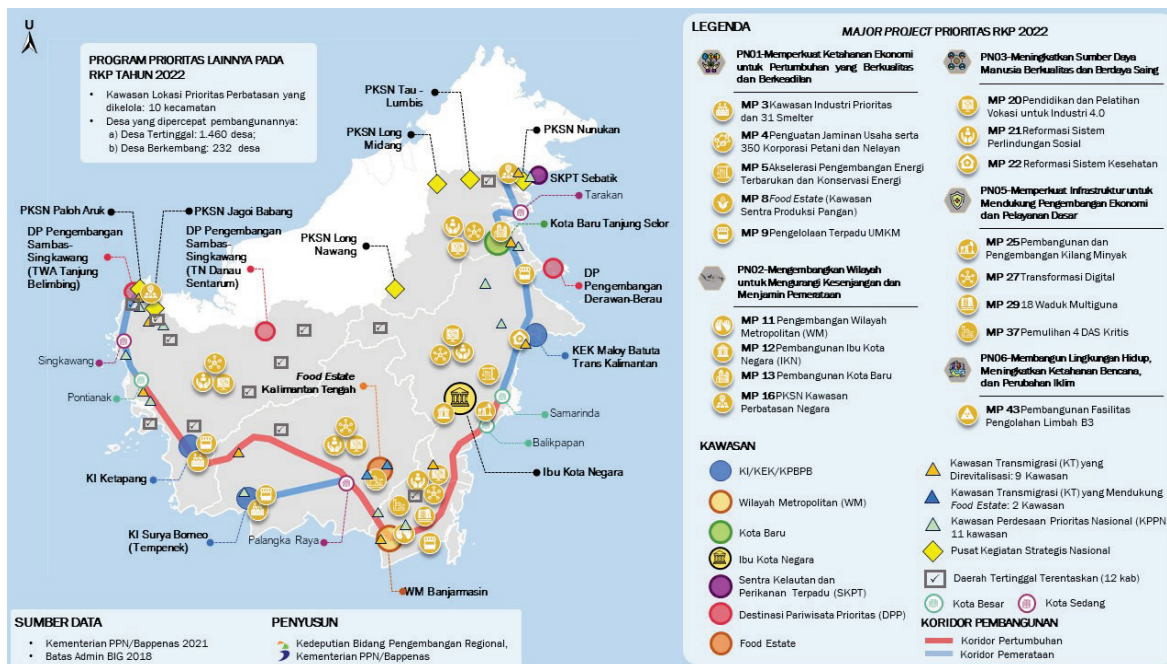 U
PROGRAM PRIORITAS LAINNYA PADA
RKP TAHUN 2022
• Kawasan Lokasi Prioritas Perbatasan yang
dikelola: 10 kecamatan
• Desa yang dipercepat pembangunannya:
a) Desa Tertinggal: 1.460 desa;
b) Desa Berkembang: 232 desa
PKSN Tau -
Lumbis
PKSN Long
Midang
PKSN Nunukan
SKPT Sebatik
Tarakan
Kota Baru Tanjung Selor
PKSN Paloh Aruk
PKSN Jagoi Babang
DP Pengembangan
Sambas-
Singkawang
(TWA Tanjung
Belimbing)
DP Pengembangan
Sambas-
Singkawang
(TN Danau
Sentarum)
PKSN Long
Nawang
DP
Pengembangan
Derawan-Berau
KEK Maloy Batuta
Trans Kalimantan
Singkawang
Food Estate
Kalimantan Tengah
Pontianak
Samarinda
Balikpapan
Ibu Kota
Negara
KI Ketapang
KI Surya Borneo
(Tempenek)
Palangka Raya
WM Banjarmasin
SUMBER DATA
• Kementerian PPN/Bappenas 2021
• Batas Admin BIG 2018
PENYUSUN
Kedeputian Bidang Pengembangan Regional,
Kementerian PPN/Bappenas
LEGENDA
MAJOR PROJECT PRIORITAS RKP 2022
PN01-Memperkuat Ketahanan Ekonomi
untuk Pertumbuhan yang Berkualitas
dan Berkeadilan
MP 3 Kawasan Industri Prioritas
dan 31 Smelter
MP 4 Penguatan Jaminan Usaha serta
350 Korporasi Petani dan Nelayan
MP 5 Akselerasi Pengembangan Energi
Terbarukan dan Konservasi Energi
MP 8 Food Estate (Kawasan
Sentra Produksi Pangan)
MP 9 Pengelolaan Terpadu UMKM
PN02-Mengembangkan Wilayah
untuk Mengurangi Kesenjangan dan
Menjamin Pemerataan
MP 11 Pengembangan Wilayah
Metropolitan (WM)
MP 12 Pembangunan Ibu Kota
Negara (IKN)
MP 13 Pembangunan Kota Baru
MP 16 PKSN Kawasan
Perbatasan Negara
PN03-Meningkatkan Sumber Daya
Manusia Berkualitas dan Berdaya Saing
MP 20 Pendidikan dan Pelatihan
Vokasi untuk Industri 4.0
MP 21 Reformasi Sistem
Perlindungan Sosial
MP 22 Reformasi Sistem Kesehatan
PN05-Memperkuat Infrastruktur untuk
Mendukung Pengembangan Ekonomi
dan Pelayanan Dasar
MP 25 Pembangunan dan
Pengembangan Kilang Minyak
MP 27 Transformasi Digital
MP 29 18 Waduk Multiguna
MP 37 Pemulihan 4 DAS Kritis
PN06-Membangun Lingkungan Hidup,
Meningkatkan Ketahanan Bencana,
dan Perubahan Iklim
MP 43 Pembangunan Fasilitas
Pengolahan Limbah B3
KAWASAN
KI/KEK/KPBPB
Wilayah Metropolitan (WM)
Kota Baru
Ibu Kota Negara
Sentra Kelautan dan
Perikanan Terpadu (SKPT)
Destinasi Pariwisata Prioritas (DPP)
Food Estate
Kawasan Transmigrasi (KT) yang
Direvitalisasi: 9 Kawasan
Kawasan Transmigrasi (KT) yang Mendukung
Food Estate: 2 Kawasan
Kawasan Perdesaan Prioritas Nasional (KPPN)
11 kawasan
Pusat Kegiatan Strategis Nasional
Daerah Tertinggal Terentaskan (12 kab)
Kota Besar
Kota Sedang
KORIDOR PEMBANGUNAN
Koridor Pertumbuhan
Koridor Pemerataan